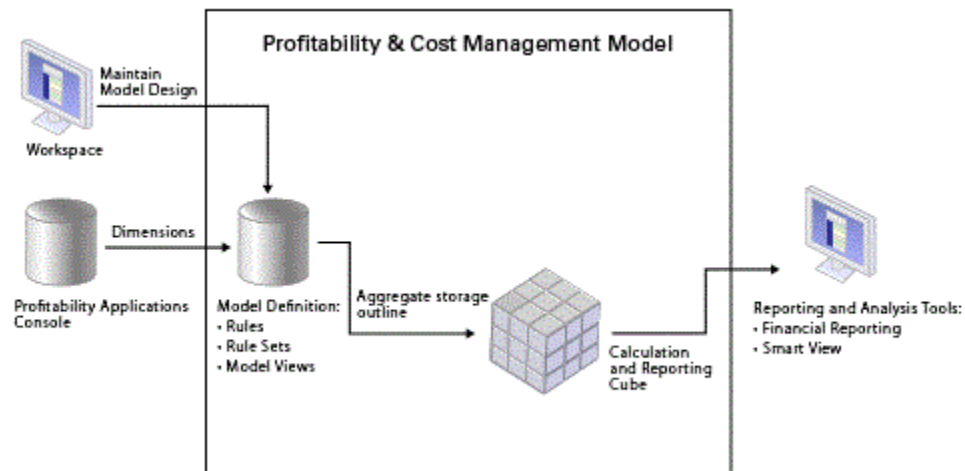 Profitability & Cost Management Model
Maintain
Model Design
Workspace
Dimensions
Profitability Applications
Console
Model Definition:
• Rules
• Rule Sets
• Model Views
Aggregate storage
outline
Calculation
and Reporting
Cube
Reporting and Analysis Tools:
• Financial Reporting
• Smart View